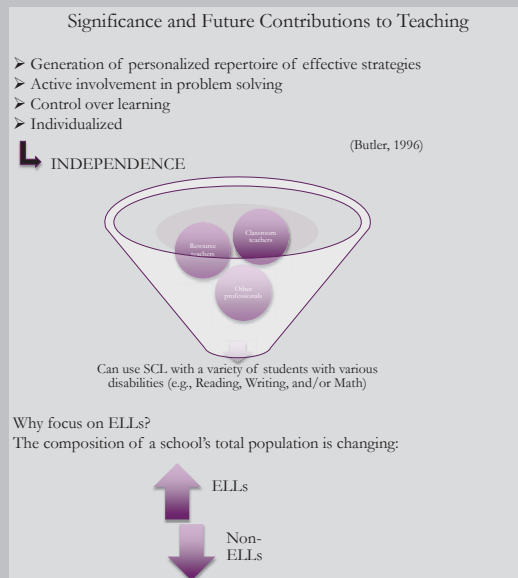 Significance and Future Contributions to Teaching
➢ Generation of personalized repertoire of effective strategies
➢ Active involvement in problem solving
➢ Control over learning
➢ Individualized
(Butler, 1996)
INDEPENDENCE
Classroom
teachers
Resource
teachers
Other
professionals
Can use SCL with a variety of students with various
disabilities (e.g., Reading, Writing, and/or Math)
Why focus on ELLs?
The composition of a school's total population is changing:
ELLs
Non-
ELLs